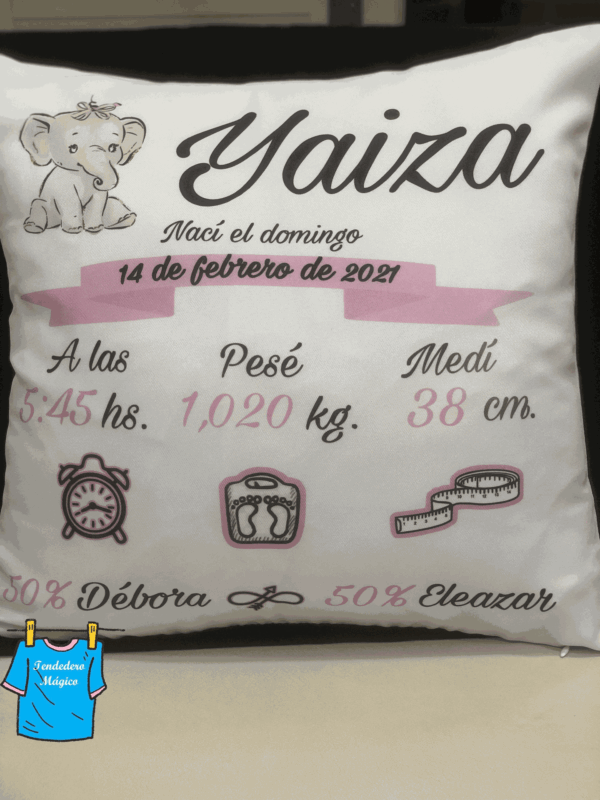 Yaiza
Nací el domingo
14 de febrero de 2021
A las Pesé Medí
5:45 hs. 1,020 kg. 38 cm.
50% Débora 50% Eleazar
Tendedero
Mágico